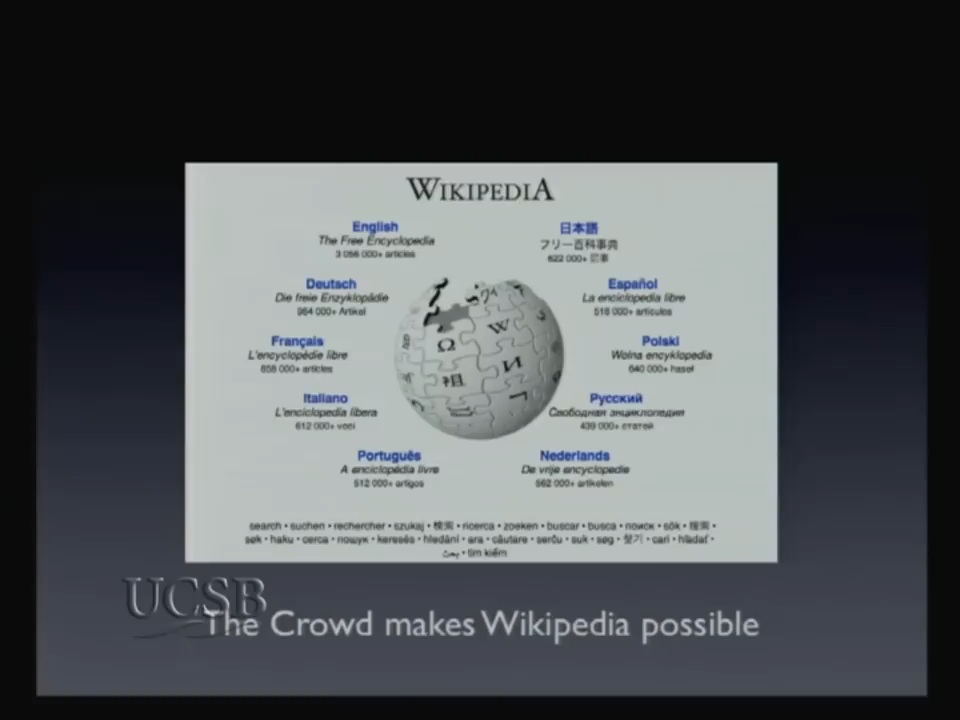 WIKIPEDIA
English
The Free Encyclopedia
3 056 000+ articles
日本語
フリー百科事典
622 000+ 記事
Deutsch
Die freie Enzyklopädie
984 000+ Artikel
Español
La enciclopedia libre
516 000+ artículos
Français
L'encyclopédie libre
858 000+ articles
Polski
Wolna encyklopedia
640 000+ haseł
Italiano
L'enciclopedia libera
612 000+ voci
Русский
Свободная энциклопедия
439 000+ статей
Português
A enciclopédia livre
512 000+ artigos
Nederlands
De vrije encyclopedie
562 000+ artikelen
search • suchen • rechercher • szukaj • 検索 • ricerca • zoeken • buscar • busca • поиск • sök • 搜索 •
søk • haku • cerca • пошук • keresés • hledání • ara • căutare • serĉu • suk • søg • 찾기 • cari • hľadať •
• tìm kiếm
UCSB
The Crowd makes Wikipedia possible